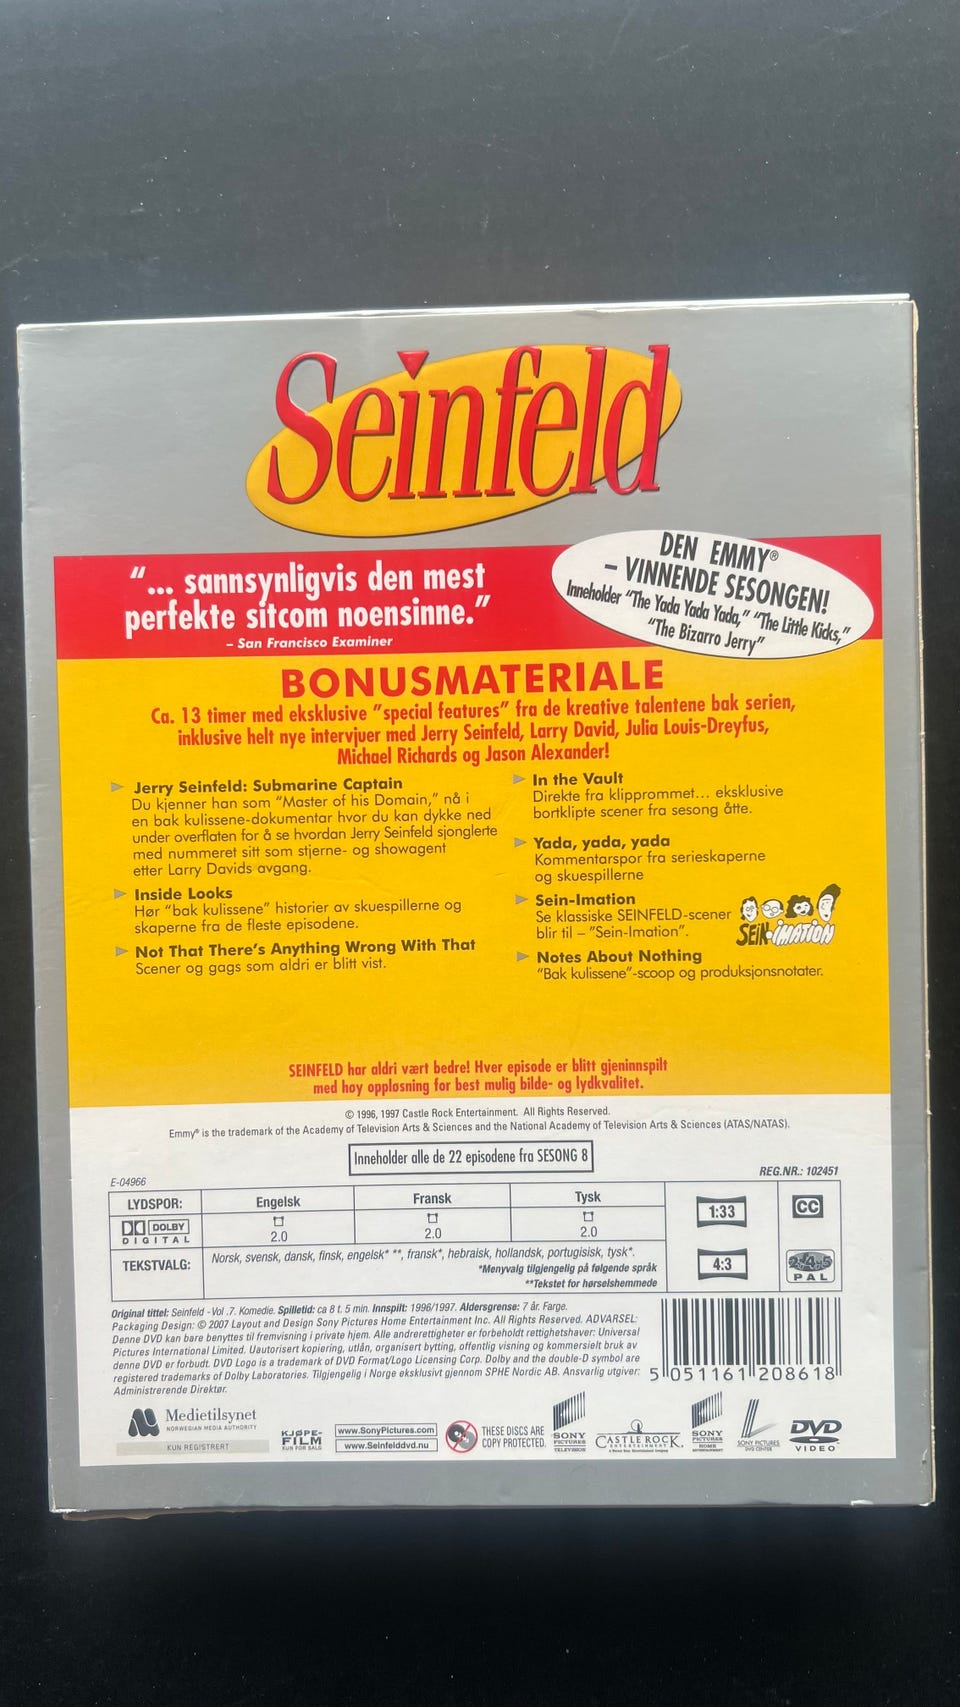 Seinfeld
"... sannsynligvis den mest
perfekte sitcom noensinne."
– San Francisco Examiner
DEN EMMY®
– VINNENDE SESONGEN!
Inneholder "The Yada Yada Yada," "The Little Kicks,"
"The Bizarro Jerry"
BONUSMATERIALE
Ca. 13 timer med eksklusive "special features" fra de kreative talentene bak serien,
inklusive helt nye intervjuer med Jerry Seinfeld, Larry David, Julia Louis-Dreyfus,
Michael Richards og Jason Alexander!
Jerry Seinfeld: Submarine Captain
Du kjenner han som "Master of his Domain," nå i
en bak kulissene-dokumentar hvor du kan dykke ned
under overflaten for å se hvordan Jerry Seinfeld sjonglerte
med nummeret sitt som stjerne- og showagent
etter Larry Davids avgang.
Inside Looks
Hør "bak kulissene" historier av skuespillerne og
skaperne fra de fleste episodene.
Not That There's Anything Wrong With That
Scener og gags som aldri er blitt vist.
In the Vault
Direkte fra klipprommet... eksklusive
bortklipte scener fra sesong åtte.
Yada, yada, yada
Kommentarspor fra serieskaperne
og skuespillerne
Sein-Imation
Se klassiske SEINFELD-scener
blir til – "Sein-Imation".
SEIN-IMATION
Notes About Nothing
"Bak kulissene"-scoop og produksjonsnotater.
SEINFELD har aldri vært bedre! Hver episode er blitt gjeninnspilt
med høy oppløsning for best mulig bilde- og lydkvalitet.
© 1996, 1997 Castle Rock Entertainment. All Rights Reserved.
Emmy® is the trademark of the Academy of Television Arts & Sciences and the National Academy of Television Arts & Sciences (ATAS/NATAS).
Inneholder alle de 22 episodene fra SESONG 8
E-04966
REG.NR.: 102451
LYDSPOR: Engelsk Fransk Tysk
DOLBY DIGITAL 2.0 2.0 2.0
TEKSTVALG: Norsk, svensk, dansk, finsk, engelsk* **, fransk*, hebraisk, hollandsk, portugisisk, tysk*.
*Menyvalg tilgjengelig på følgende språk
**Tekstet for hørselshemmede
1:33
CC
4:3
2·4·5
PAL
Original tittel: Seinfeld - Vol .7. Komedie. Spilletid: ca 8 t. 5 min. Innspilt: 1996/1997. Aldersgrense: 7 år. Farge.
Packaging Design: © 2007 Layout and Design Sony Pictures Home Entertainment Inc. All Rights Reserved. ADVARSEL:
Denne DVD kan bare benyttes til fremvisning i private hjem. Alle andrerettigheter er forbeholdt rettighetshaver: Universal
Pictures International Limited. Uautorisert kopiering, utlån, organisert bytting, offentlig visning og kommersielt bruk av
denne DVD er forbudt. DVD Logo is a trademark of DVD Format/Logo Licensing Corp. Dolby and the double-D symbol are
registered trademarks of Dolby Laboratories. Tilgjengelig i Norge eksklusivt gjennom SPHE Nordic AB. Ansvarlig utgiver:
Administrerende Direktør.
5 051161 208618
Medietilsynet
NORWEGIAN MEDIA AUTHORITY
KUN REGISTRERT
KJØPE-
FILM
KUN FOR SALG
www.SonyPictures.com
www.Seinfelddvd.nu
THESE DISCS ARE
COPY PROTECTED.
SONY
PICTURES
TELEVISION
CASTLE ROCK
ENTERTAINMENT
SONY
PICTURES
HOME
ENTERTAINMENT
SONY PICTURES
DVD CENTER
DVD
VIDEO